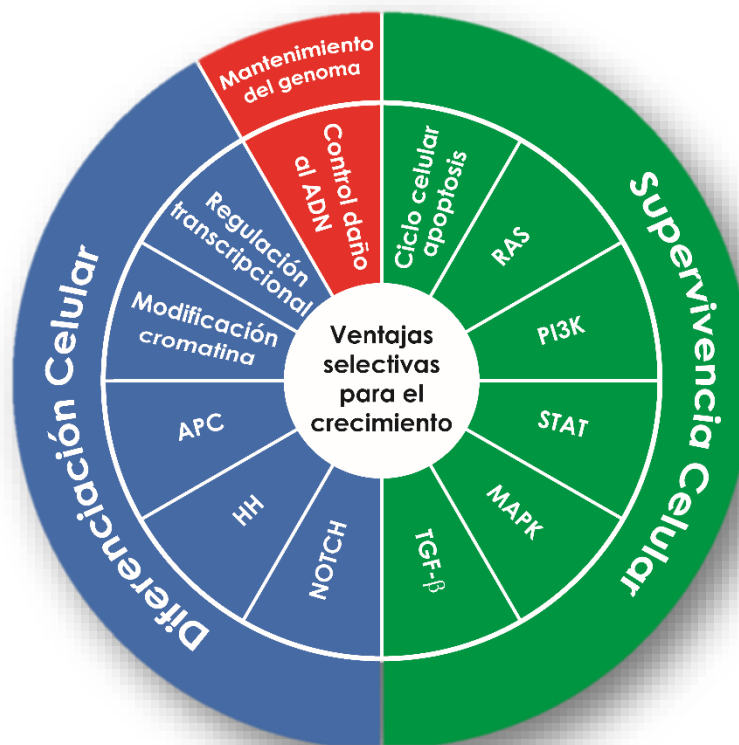 Mantenimiento
del genoma
Control daño
al ADN
Ciclo celular
apoptosis
RAS
PI3K
STAT
MAPK
TGF-β
NOTCH
HH
APC
Modificación
cromatina
Regulación
transcripcional
Ventajas
selectivas
para el
crecimiento
Supervivencia Celular
Diferenciación Celular